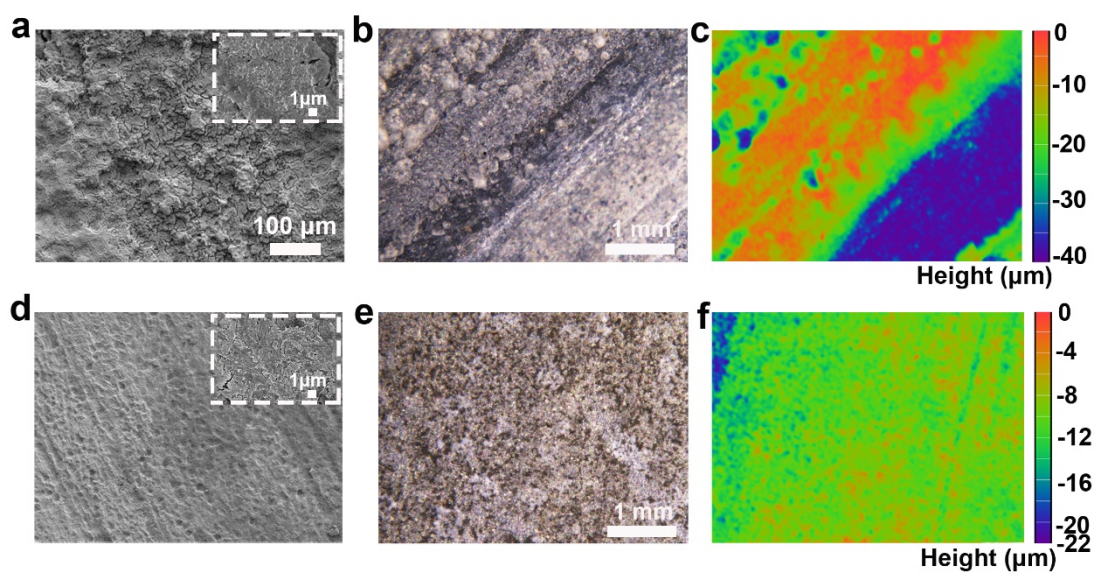 a
1μm
100 μm
b
1 mm
c
0
-10
-20
-30
-40
Height (μm)
d
1μm
e
1 mm
f
0
-4
-8
-12
-16
-20
-22
Height (μm)